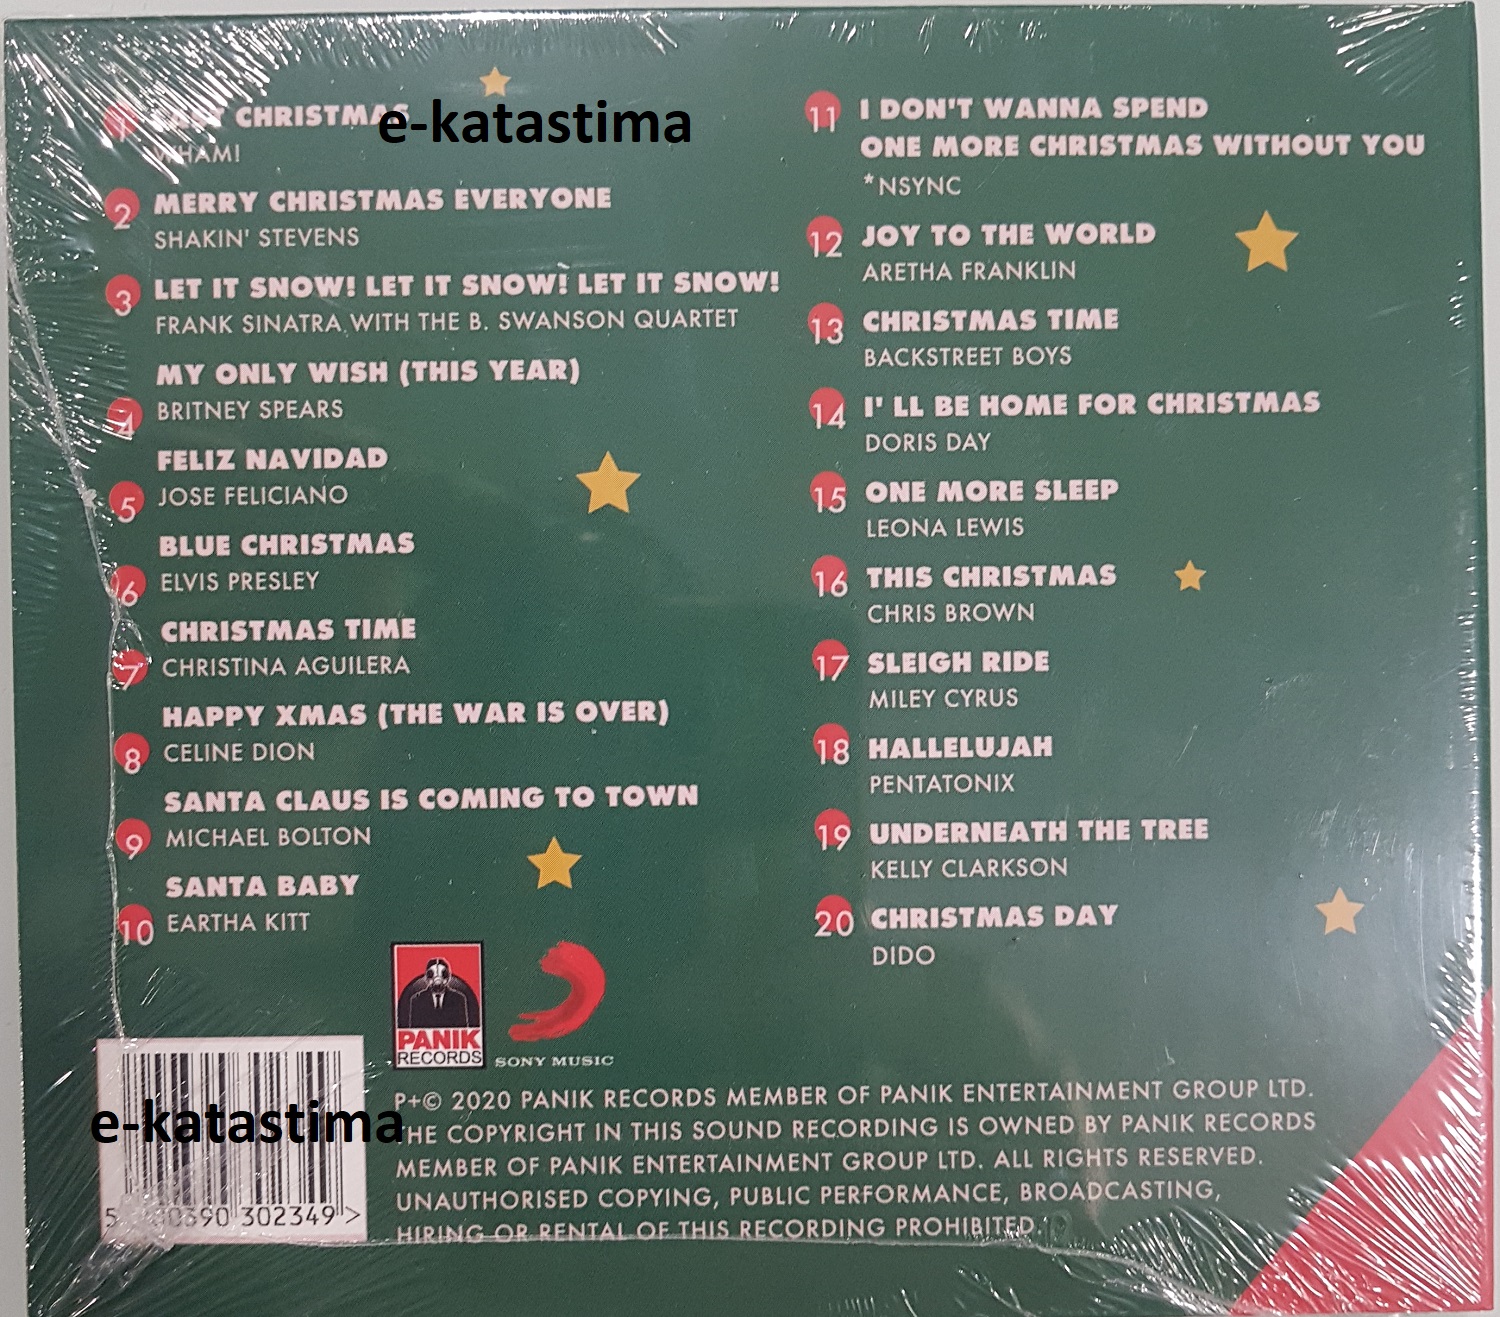 1 LAST CHRISTMAS
WHAM!
e-katastima
2 MERRY CHRISTMAS EVERYONE
SHAKIN' STEVENS
3 LET IT SNOW! LET IT SNOW! LET IT SNOW!
FRANK SINATRA WITH THE B. SWANSON QUARTET
MY ONLY WISH (THIS YEAR)
4 BRITNEY SPEARS
FELIZ NAVIDAD
5 JOSE FELICIANO
BLUE CHRISTMAS
6 ELVIS PRESLEY
CHRISTMAS TIME
7 CHRISTINA AGUILERA
HAPPY XMAS (THE WAR IS OVER)
8 CELINE DION
SANTA CLAUS IS COMING TO TOWN
9 MICHAEL BOLTON
SANTA BABY
10 EARTHA KITT
11 I DON'T WANNA SPEND
ONE MORE CHRISTMAS WITHOUT YOU
*NSYNC
12 JOY TO THE WORLD
ARETHA FRANKLIN
13 CHRISTMAS TIME
BACKSTREET BOYS
14 I' LL BE HOME FOR CHRISTMAS
DORIS DAY
15 ONE MORE SLEEP
LEONA LEWIS
16 THIS CHRISTMAS
CHRIS BROWN
17 SLEIGH RIDE
MILEY CYRUS
18 HALLELUJAH
PENTATONIX
19 UNDERNEATH THE TREE
KELLY CLARKSON
20 CHRISTMAS DAY
DIDO
PANIK
RECORDS
SONY MUSIC
e-katastima
302349 >
P+© 2020 PANIK RECORDS MEMBER OF PANIK ENTERTAINMENT GROUP LTD.
THE COPYRIGHT IN THIS SOUND RECORDING IS OWNED BY PANIK RECORDS
MEMBER OF PANIK ENTERTAINMENT GROUP LTD. ALL RIGHTS RESERVED.
UNAUTHORISED COPYING, PUBLIC PERFORMANCE, BROADCASTING,
HIRING OR RENTAL OF THIS RECORDING PROHIBITED.